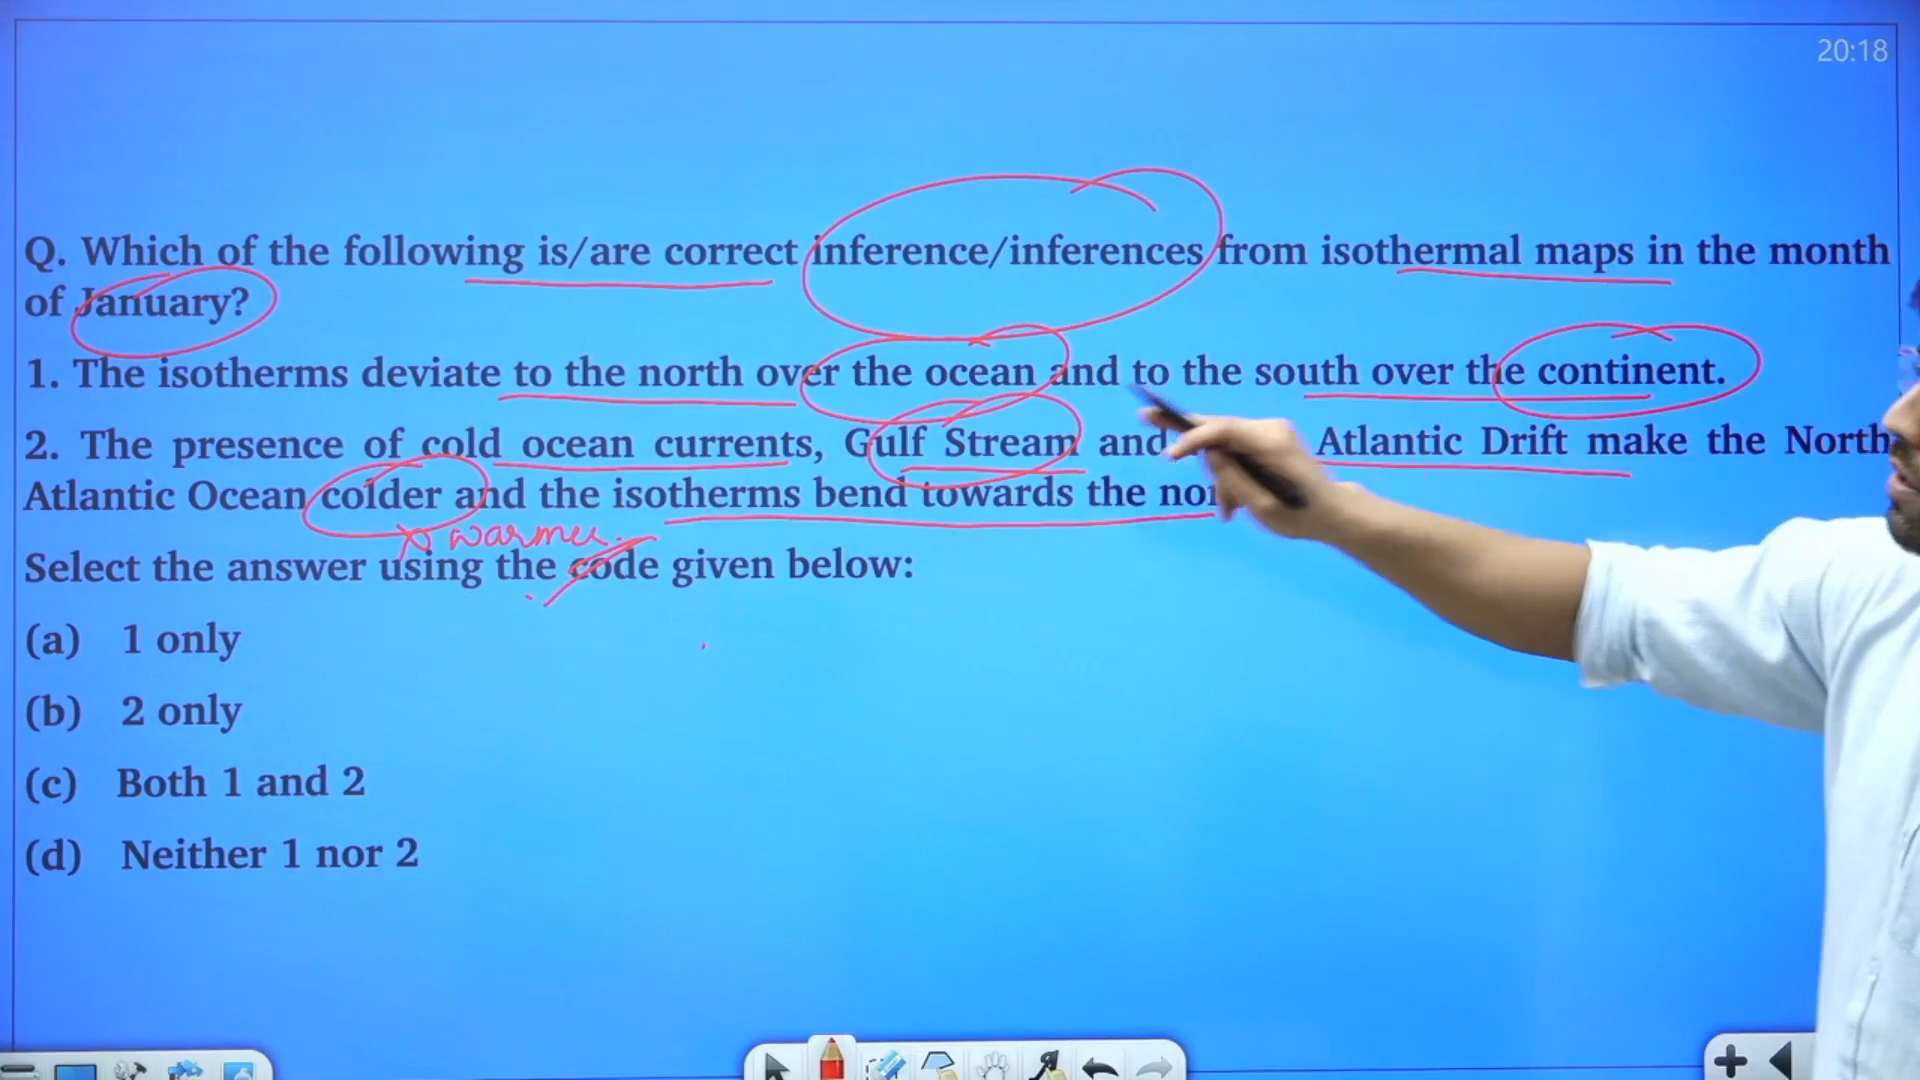 20:18
Q. Which of the following is/are correct inference/inferences from isothermal maps in the month
of January?
1. The isotherms deviate to the north over the ocean and to the south over the continent.
2. The presence of cold ocean currents, Gulf Stream and Atlantic Drift make the North
Atlantic Ocean colder and the isotherms bend towards the
warmer.
Select the answer using the code given below:
(a) 1 only
(b) 2 only
(c) Both 1 and 2
(d) Neither 1 nor 2